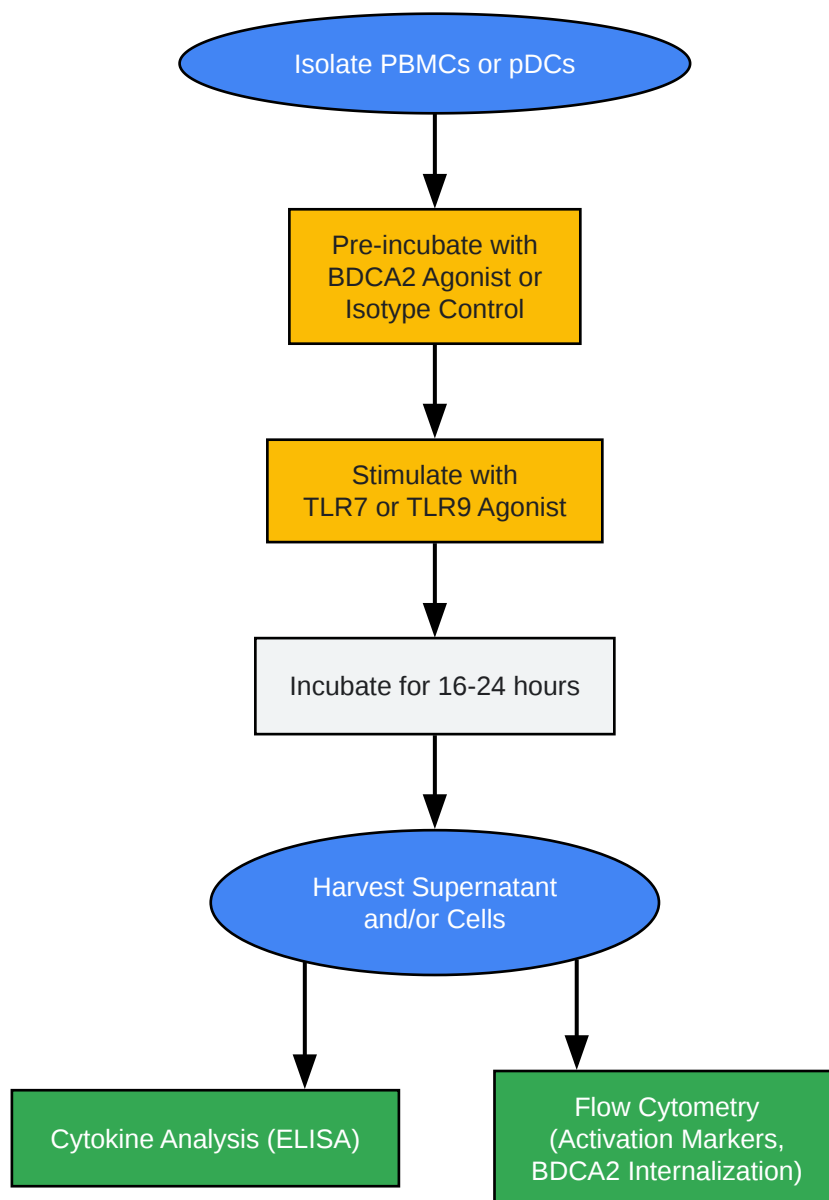 Isolate PBMCs or pDCs
Pre-incubate with
BDCA2 Agonist or
Isotype Control
Stimulate with
TLR7 or TLR9 Agonist
Incubate for 16-24 hours
Harvest Supernatant
and/or Cells
Cytokine Analysis (ELISA)
Flow Cytometry
(Activation Markers,
BDCA2 Internalization)